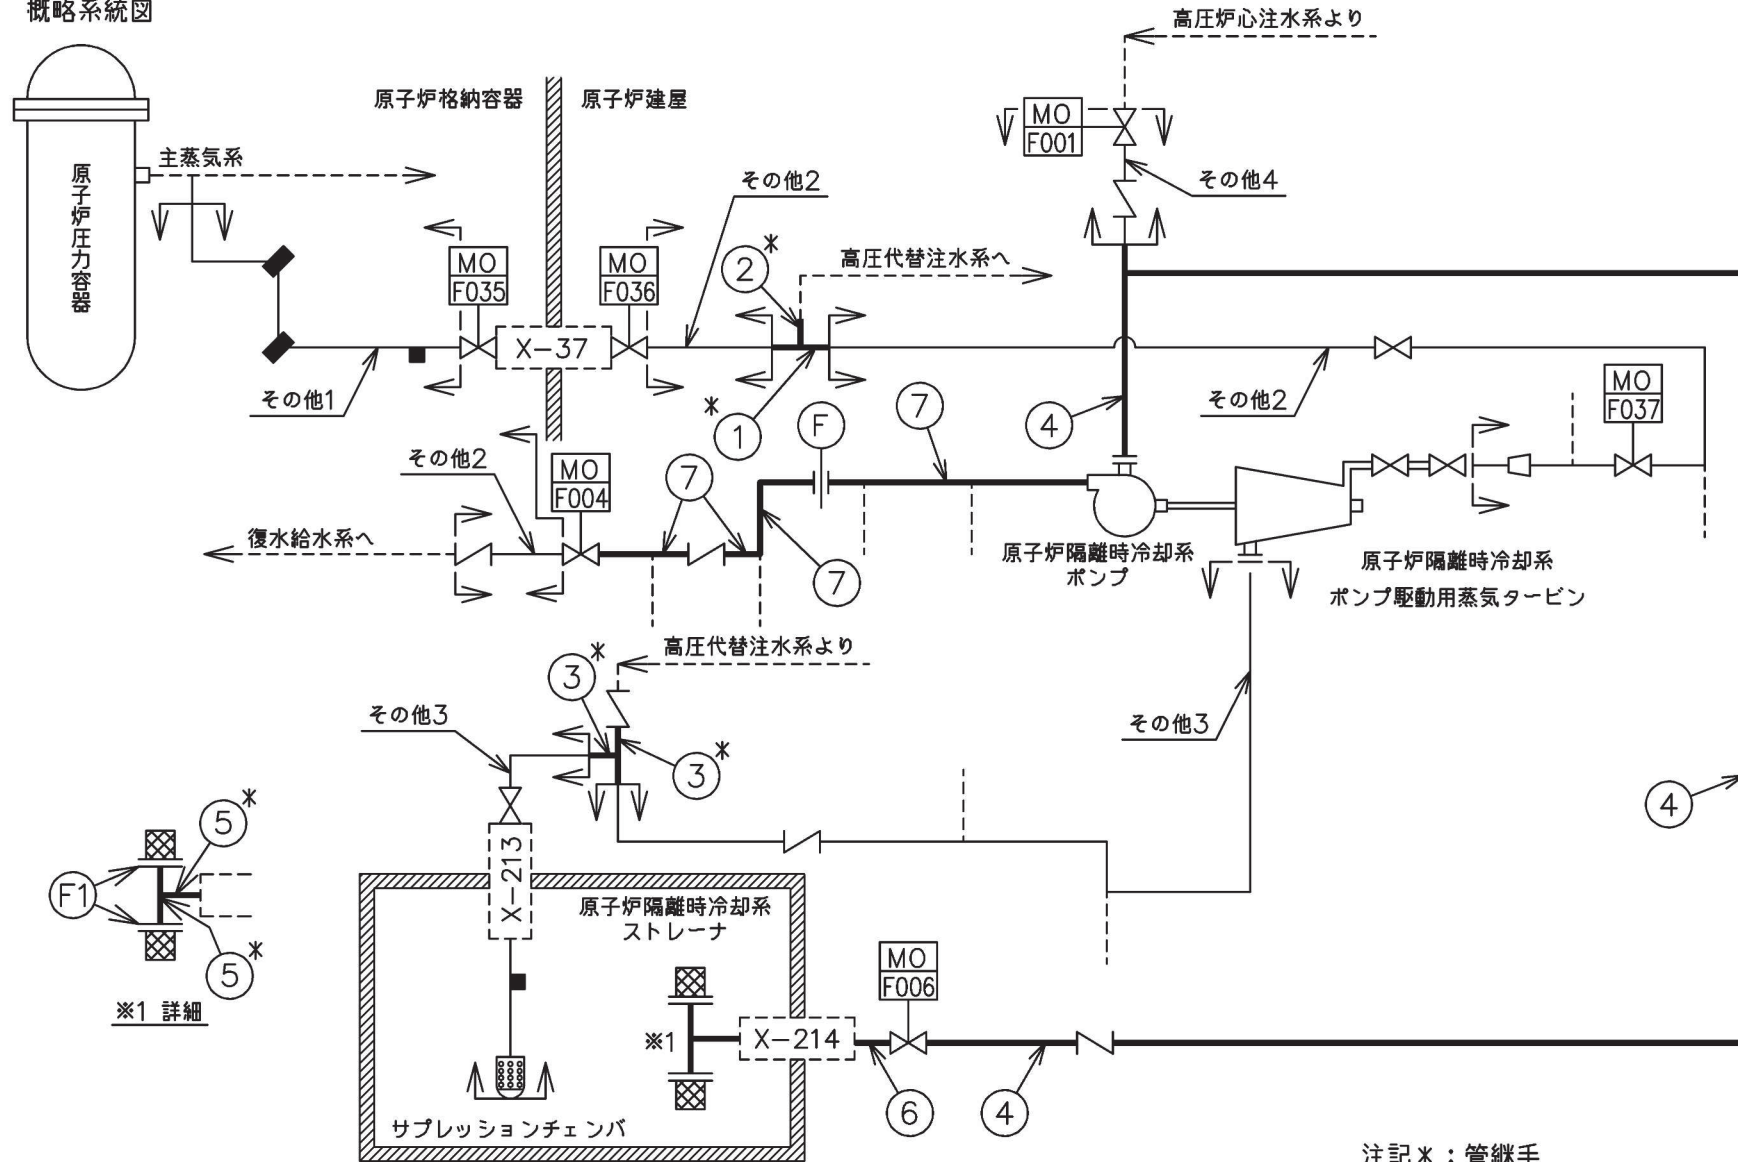 概略系統図
高圧炉心注水系より
原子炉格納容器
原子炉建屋
MO
F001
原子炉圧力容器
主蒸気系
その他2
その他4
MO
F035
MO
F036
2*
高圧代替注水系へ
X-37
その他1
*1
F
7
4
その他2
MO
F037
その他2
MO
F004
7
復水給水系へ
7
原子炉隔離時冷却系
ポンプ
原子炉隔離時冷却系
ポンプ駆動用蒸気タービン
高圧代替注水系より
3*
その他3
3*
その他3
4
5*
F1
5*
※1 詳細
X-213
原子炉隔離時冷却系
ストレーナ
MO
F006
※1
X-214
6
4
サプレッションチェンバ
注記*:管継手